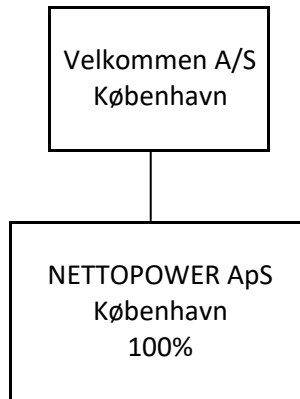 Velkommen A/S
København
NETTOPOWER ApS
København
100%